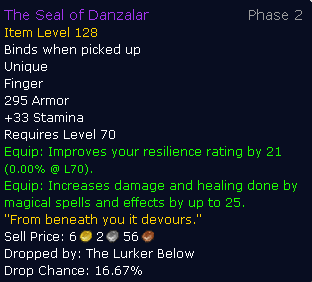 The Seal of Danzalar Phase 2
Item Level 128
Binds when picked up
Unique
Finger
295 Armor
+33 Stamina
Requires Level 70
Equip: Improves your resilience rating by 21
(0.00% @ L70).
Equip: Increases damage and healing done by
magical spells and effects by up to 25.
"From beneath you it devours."
Sell Price: 6 2 56
Dropped by: The Lurker Below
Drop Chance: 16.67%